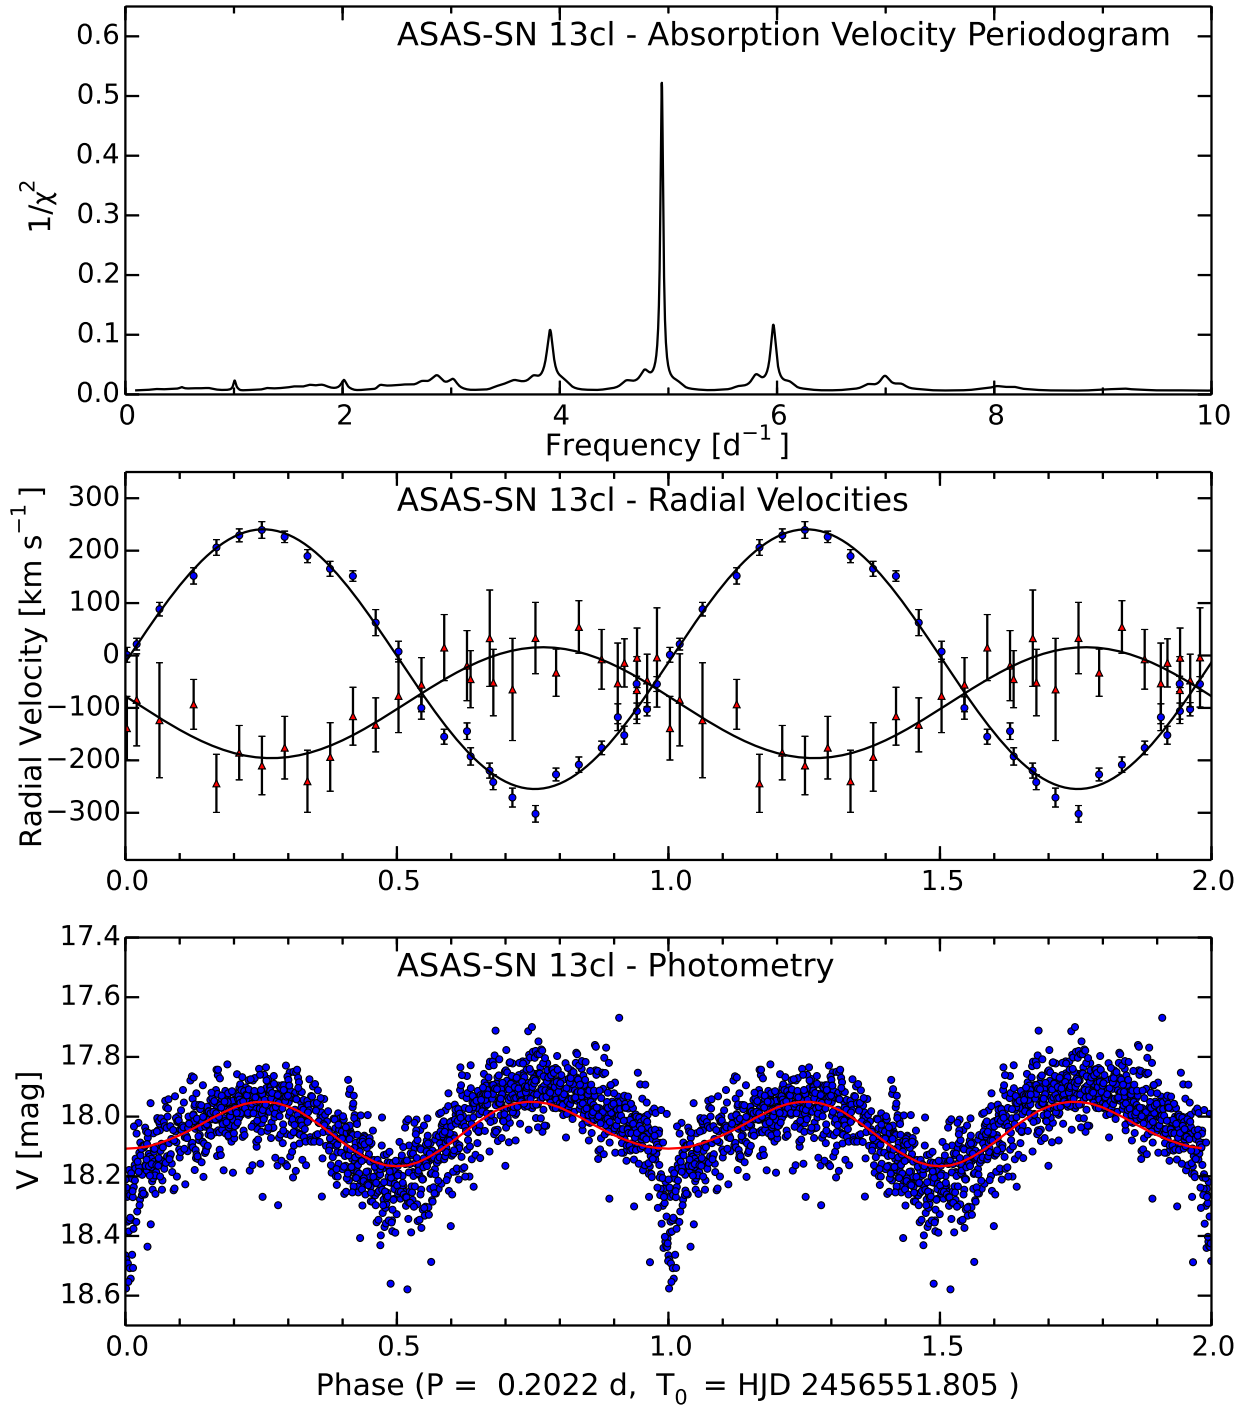 ASAS-SN 13cl - Absorption Velocity Periodogram
0.6
0.5
0.4
0.3
0.2
0.1
0.0
1/χ²
0 2 4 6 8 10
Frequency [d⁻¹]
ASAS-SN 13cl - Radial Velocities
300
200
100
0
−100
−200
−300
Radial Velocity [km s⁻¹]
0.0 0.5 1.0 1.5 2.0
17.4
ASAS-SN 13cl - Photometry
17.6
17.8
18.0
18.2
18.4
18.6
V [mag]
0.0 0.5 1.0 1.5 2.0
Phase (P = 0.2022 d, T₀ = HJD 2456551.805 )